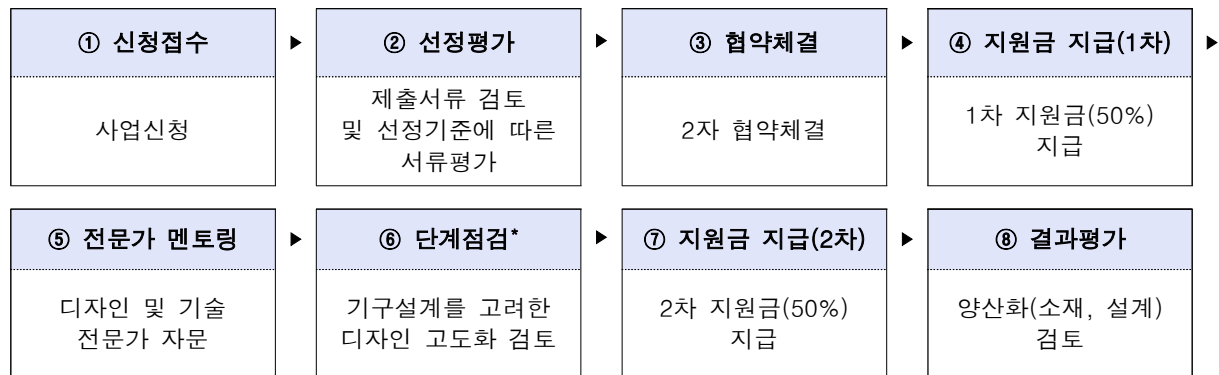 ① 신청접수 ▶ ② 선정평가 ▶ ③ 협약체결 ▶ ④ 지원금 지급(1차) ▶
사업신청
제출서류 검토
및 선정기준에 따른
서류평가
2자 협약체결
1차 지원금(50%)
지급
⑤ 전문가 멘토링 ▶ ⑥ 단계점검* ▶ ⑦ 지원금 지급(2차) ▶ ⑧ 결과평가
디자인 및 기술
전문가 자문
기구설계를 고려한
디자인 고도화 검토
2차 지원금(50%)
지급
양산화(소재, 설계)
검토